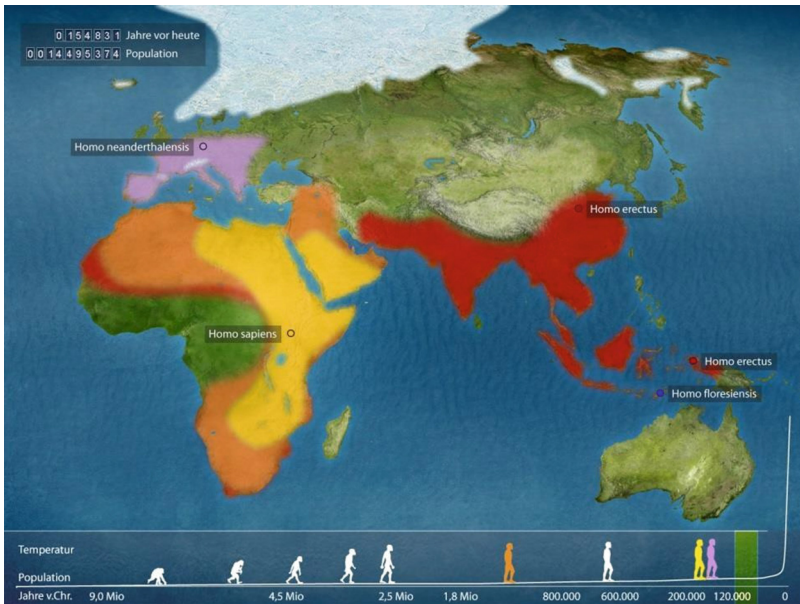 0154831 Jahre vor heute
0014495374 Population
Homo neanderthalensis
Homo erectus
Homo sapiens
Homo erectus
Homo floresiensis
Temperatur
Population
Jahre v.Chr. 9,0 Mio 4,5 Mio 2,5 Mio 1,8 Mio 800.000 600.000 200.000 120.000 0